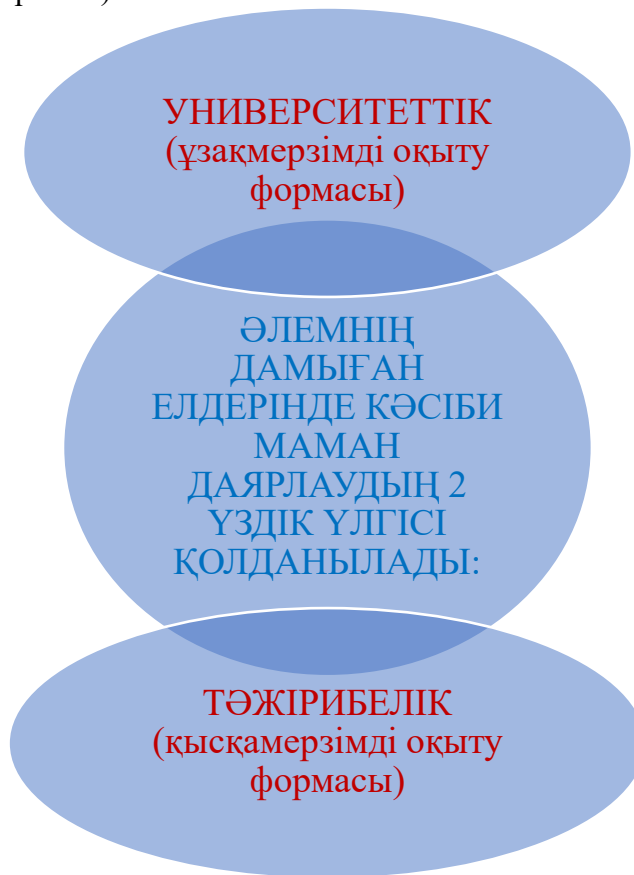 УНИВЕРСИТЕТТІК
(ұзақмерзімді оқыту
формасы)
ӘЛЕМНІҢ
ДАМЫҒАН
ЕЛДЕРІНДЕ КӘСІБИ
МАМАН
ДАЯРЛАУДЫҢ 2
ҮЗДІК ҮЛГІСІ
ҚОЛДАНЫЛАДЫ:
ТӘЖІРИБЕЛІК
(қысқамерзімді оқыту
формасы)